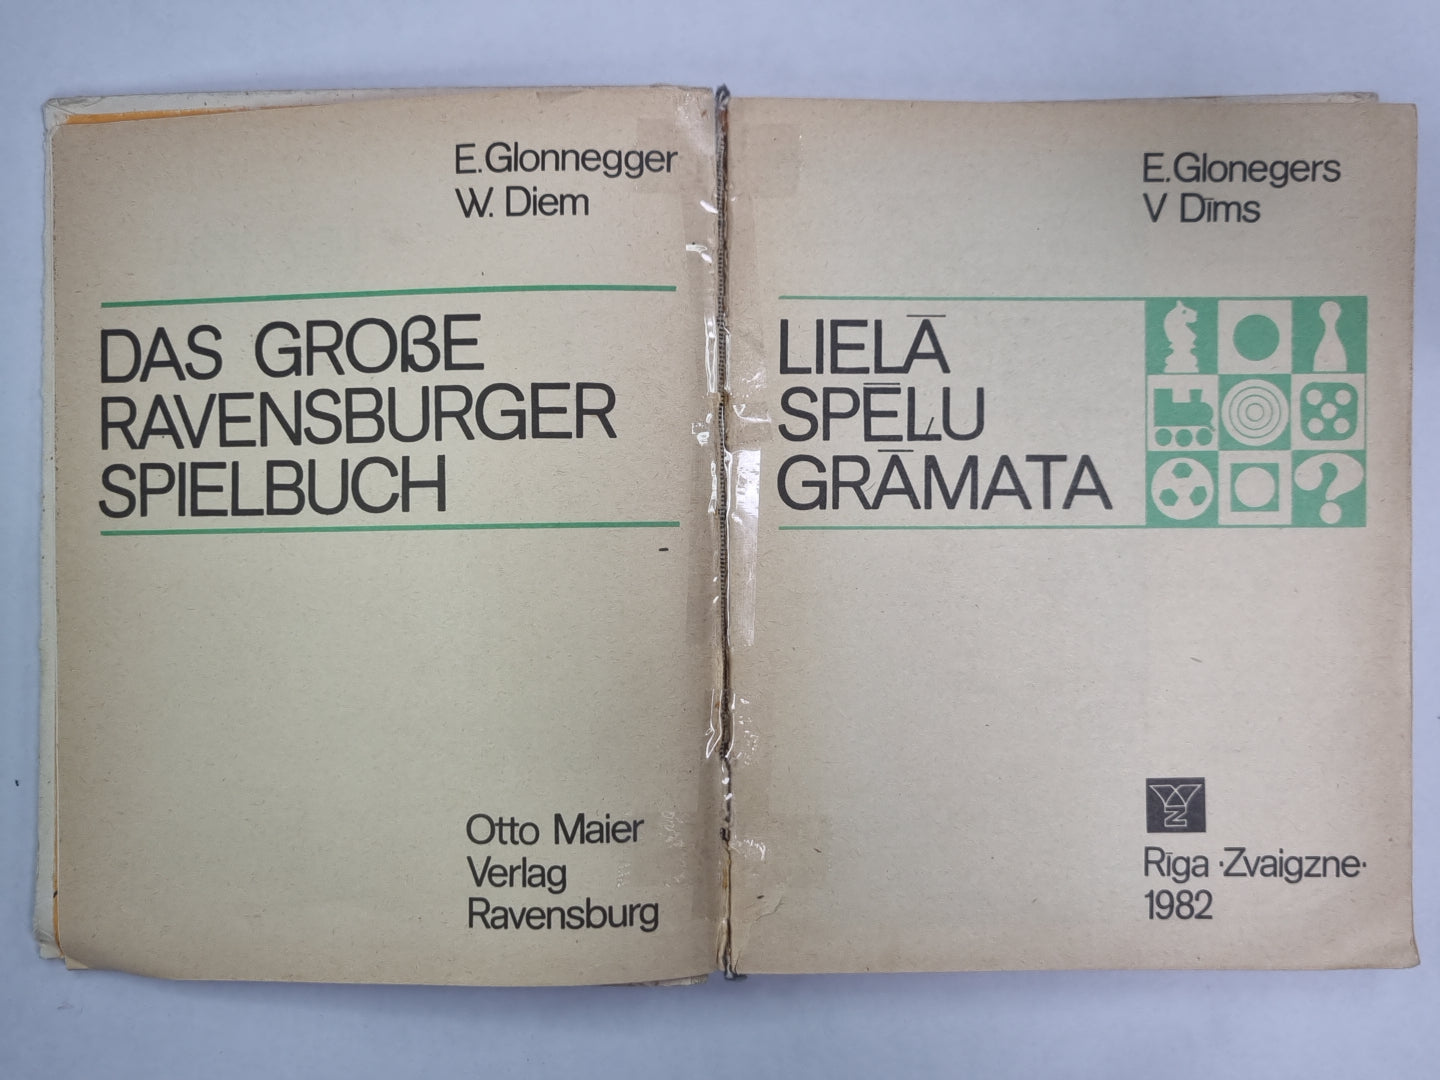 E. Glonnegger
W. Diem
DAS GROßE
RAVENSBURGER
SPIELBUCH
Otto Maier
Verlag
Ravensburg
E. Glonegers
V Dīms
LIELĀ
SPĒĻU
GRĀMATA
?
Rīga ·Zvaigzne·
1982